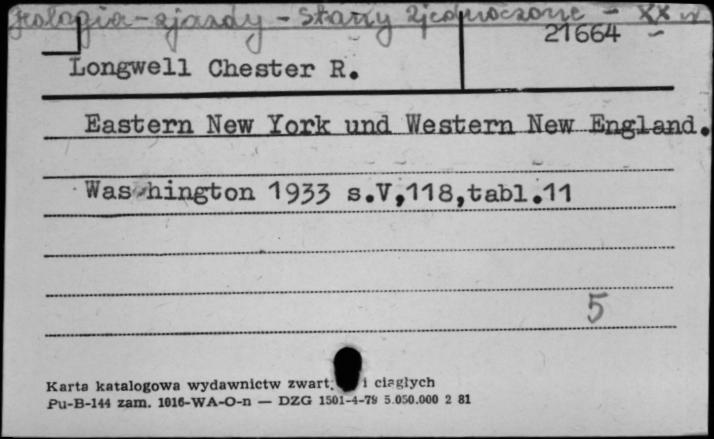 geologia - zjazdy - Stany Zjednoczone - XX w
21664
Longwell Chester R.
Eastern New York und Western New England.
Washington 1933 s.V,118,tabl.11
5
Karta katalogowa wydawnictw zwart. i ciągłych
Pu-B-144 zam. 1016-WA-O-n — DZG 1501-4-79 5.050.000 2 81